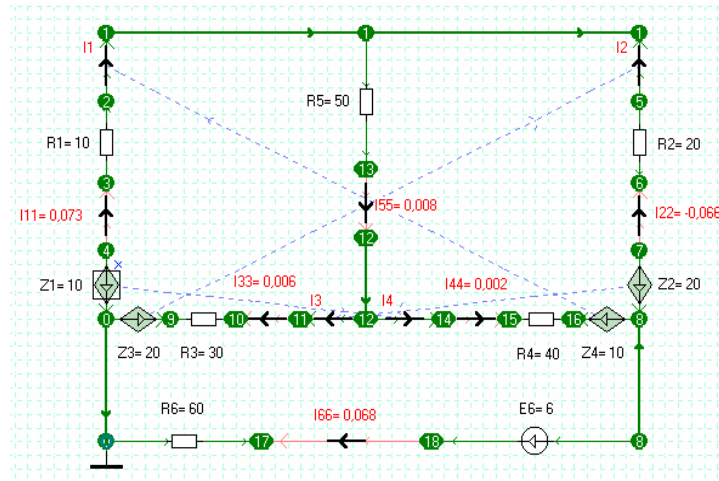 1 1 1
I1 I2
2 R5= 50 5
R1= 10 R2= 20
3 13 6
I11= 0,073 I55= 0,008 I22= -0,068
12
4 7
Z1= 10 I33= 0,006 I44= 0,002 Z2= 20
I3 I4
0 9 10 11 12 14 15 16 8
Z3= 20 R3= 30 R4= 40 Z4= 10
R6= 60 I66= 0,068 E6= 6
0 17 18 8